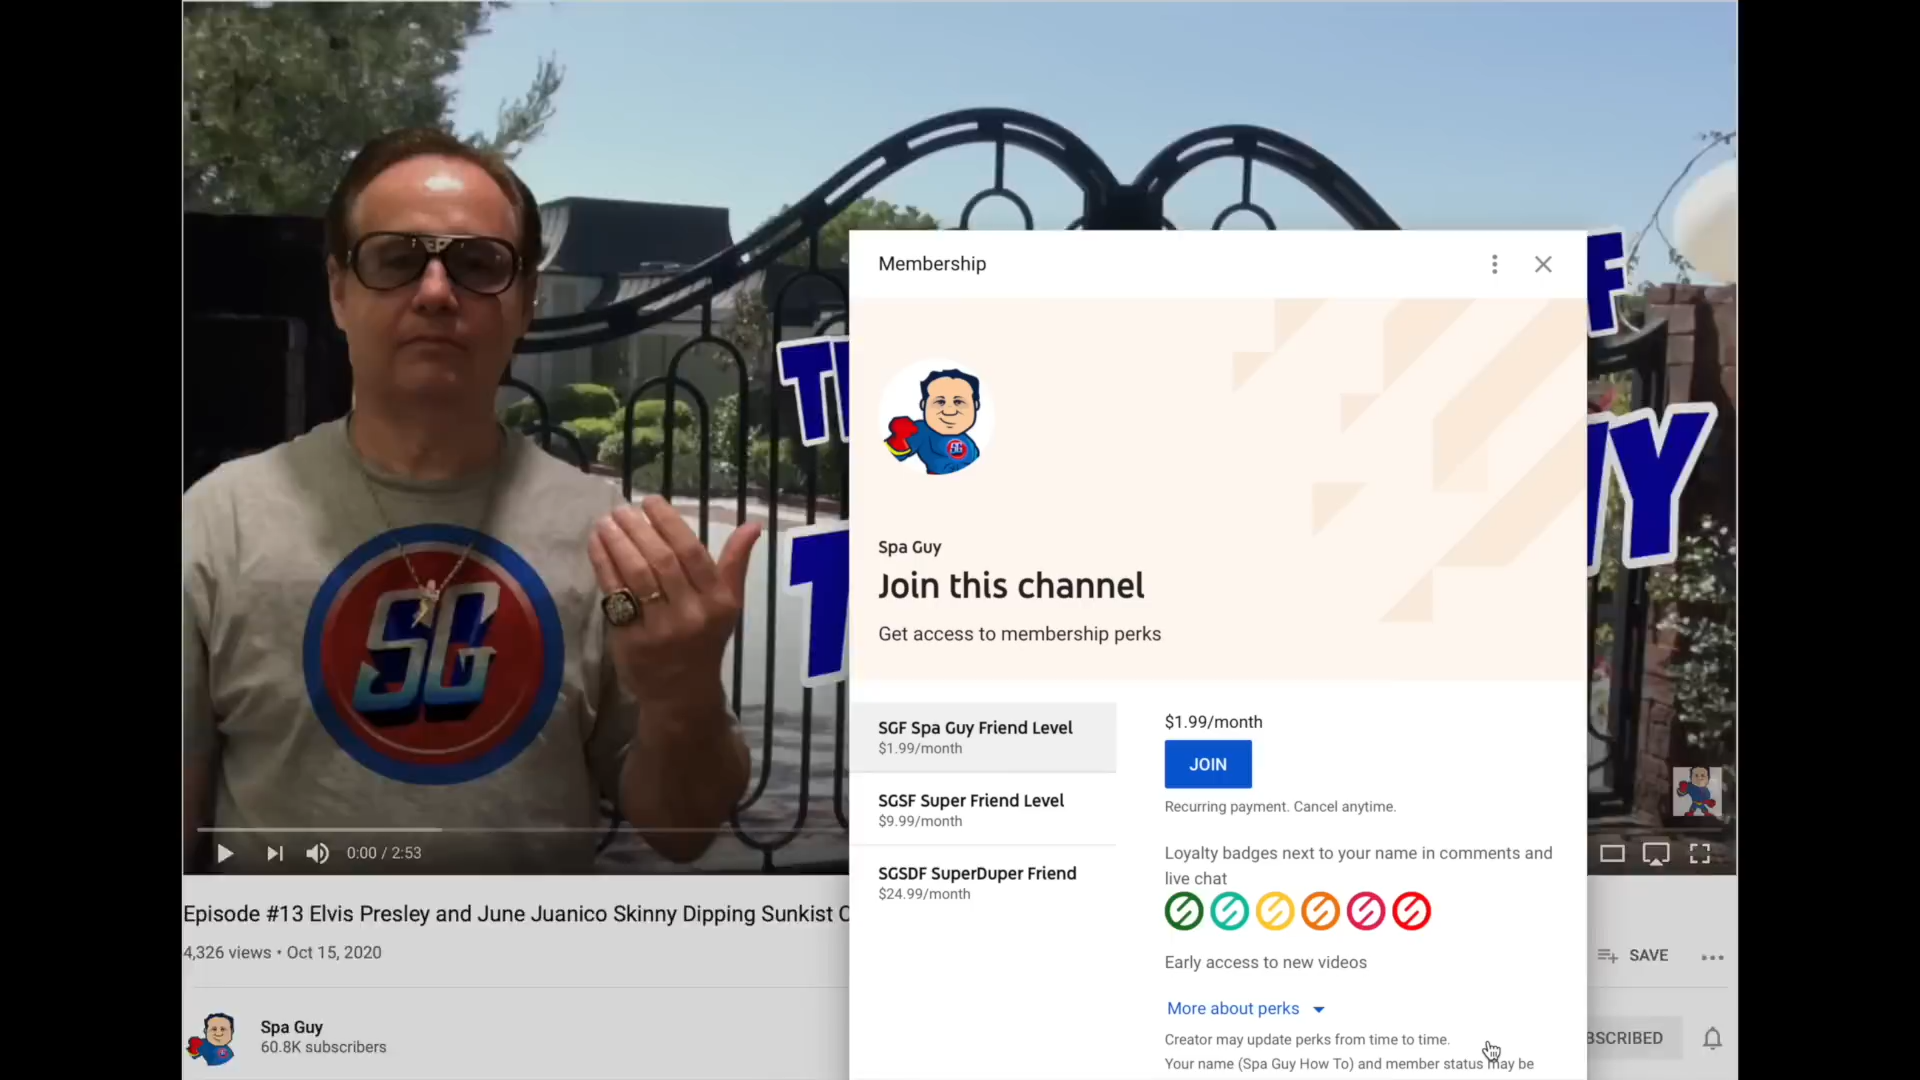 Membership
Spa Guy
Join this channel
Get access to membership perks
SGF Spa Guy Friend Level
$1.99/month
SGSF Super Friend Level
$9.99/month
SGSDF SuperDuper Friend
$24.99/month
$1.99/month
JOIN
Recurring payment. Cancel anytime.
Loyalty badges next to your name in comments and
live chat
Early access to new videos
More about perks
Creator may update perks from time to time.
Your name (Spa Guy How To) and member status may be
SG
0:00 / 2:53
Episode #13 Elvis Presley and June Juanico Skinny Dipping Sunkist
4,326 views • Oct 15, 2020
SAVE
Spa Guy
60.8K subscribers